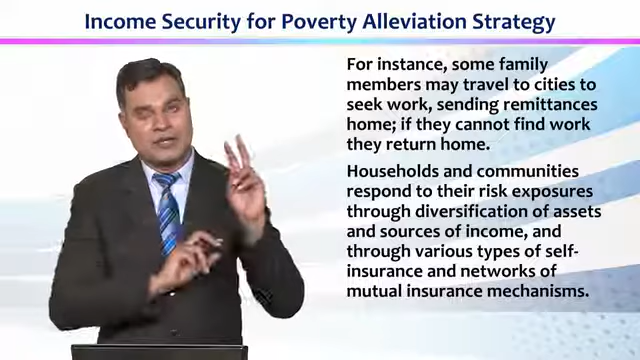 Income Security for Poverty Alleviation Strategy
For instance, some family
members may travel to cities to
seek work, sending remittances
home; if they cannot find work
they return home.
Households and communities
respond to their risk exposures
through diversification of assets
and sources of income, and
through various types of self-
insurance and networks of
mutual insurance mechanisms.